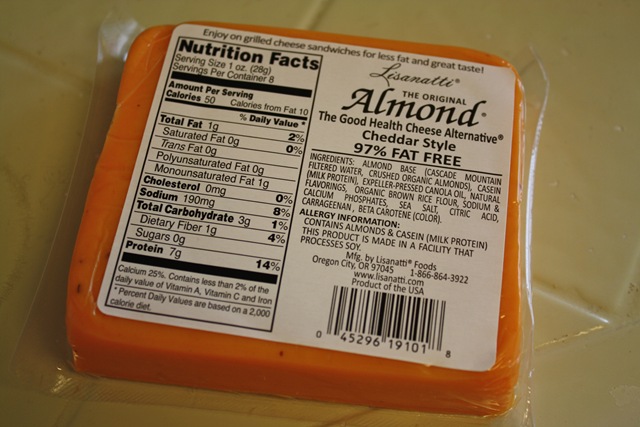 Enjoy on grilled cheese sandwiches for less fat and great taste!
Nutrition Facts
Serving Size 1 oz. (28g)
Servings Per Container 8
Amount Per Serving
Calories 50 Calories from Fat 10
% Daily Value *
Total Fat 1g 2%
Saturated Fat 0g 0%
Trans Fat 0g
Polyunsaturated Fat 0g
Monounsaturated Fat 1g
Cholesterol 0mg 0%
Sodium 190mg 8%
Total Carbohydrate 3g 1%
Dietary Fiber 1g 4%
Sugars 0g
Protein 7g 14%
Calcium 25%. Contains less than 2% of the
daily value of Vitamin A, Vitamin C and Iron
* Percent Daily Values are based on a 2,000
calorie diet.
Lisanatti®
THE ORIGINAL
Almond®
The Good Health Cheese Alternative®
Cheddar Style
97% FAT FREE
INGREDIENTS: ALMOND BASE (CASCADE MOUNTAIN
FILTERED WATER, CRUSHED ORGANIC ALMONDS), CASEIN
(MILK PROTEIN), EXPELLER-PRESSED CANOLA OIL, NATURAL
FLAVORINGS, ORGANIC BROWN RICE FLOUR, SODIUM &
CALCIUM PHOSPHATES, SEA SALT, CITRIC ACID,
CARRAGEENAN, BETA CAROTENE (COLOR).
ALLERGY INFORMATION:
CONTAINS ALMONDS & CASEIN (MILK PROTEIN)
THIS PRODUCT IS MADE IN A FACILITY THAT
PROCESSES SOY.
Mfg. by Lisanatti® Foods
Oregon City, OR 97045 1-866-864-3922
www.lisanatti.com
Product of the USA
0 45296 19101 8